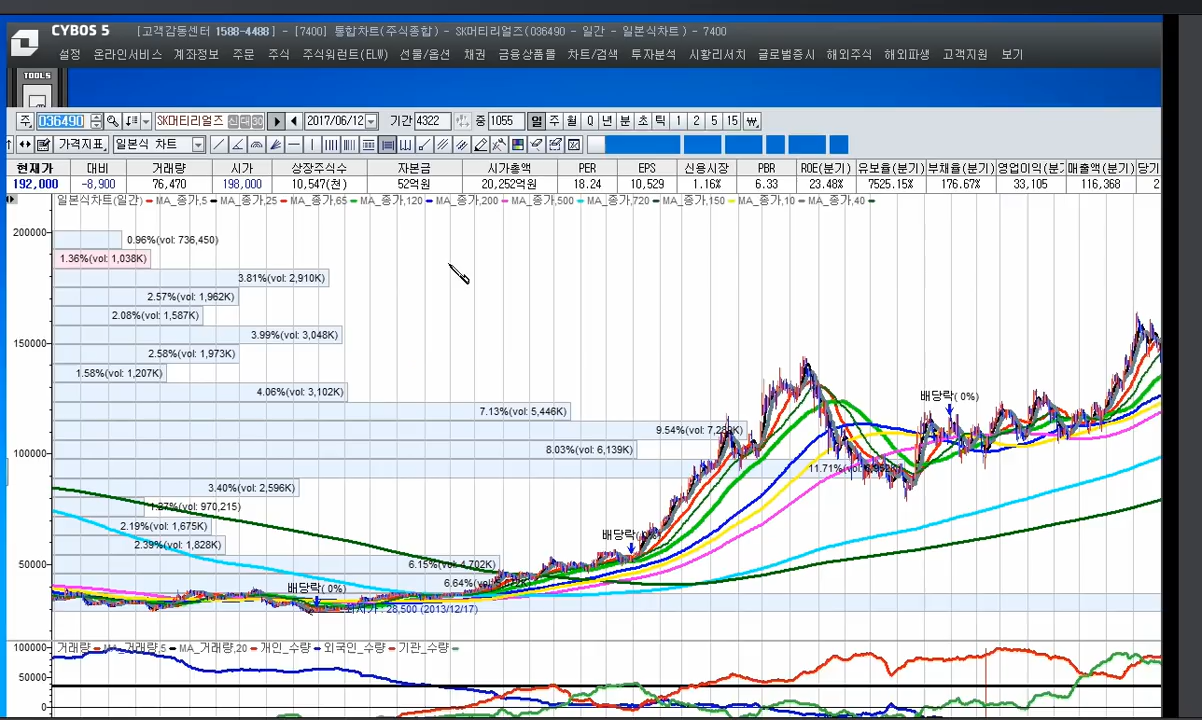 CYBOS 5 [고객감동센터 1588-4488] - [7400] 통합차트(주식종합) - SK머티리얼즈(036490 - 일간 - 일본식차트) - 7400
설정 온라인서비스 계좌정보 주문 주식 주식워런트(ELW) 선물/옵션 채권 금융상품몰 차트/검색 투자분석 시황리서치 글로벌증시 해외주식 해외파생 고객지원 보기
TOOLS
주 036490 SK머티리얼즈 신 대 30 2017/06/12 기간 4322 중 1055 일 주 월 Q 년 분 초 틱 1 2 5 15
가격지표 일본식 차트
현재가 대비 거래량 시가 상장주식수 자본금 시가총액 PER EPS 신용시장 PBR ROE(분기) 유보율(분기) 부채율(분기) 영업이익(분기 매출액(분기) 당기
192,000 -8,900 76,470 198,000 10,547(천) 52억원 20,252억원 18.24 10,529 1.16% 6.33 23.48% 7525.15% 176.67% 33,105 116,368 2
일본식차트(일간) MA_종가,5 MA_종가,25 MA_종가,65 MA_종가,120 MA_종가,200 MA_종가,500 MA_종가,720 MA_종가,150 MA_종가,10 MA_종가,40
200000
0.96%(vol: 736,450)
1.36%(vol: 1,038K)
3.81%(vol: 2,910K)
2.57%(vol: 1,962K)
2.08%(vol: 1,587K)
3.99%(vol: 3,048K)
150000
2.58%(vol: 1,973K)
1.58%(vol: 1,207K)
4.06%(vol: 3,102K)
배당락( 0%)
7.13%(vol: 5,446K)
9.54%(vol:
8.03%(vol: 6,139K)
100000
11.71%(vol:
3.40%(vol: 2,596K)
1.27%(vol: 970,215)
2.19%(vol: 1,675K)
배당락( 0%)
2.39%(vol: 1,828K)
50000
6.15%(vol: 4,702K)
6.64%(vol:
배당락( 0%)
28,500 (2013/12/17)
100000
거래량 MA_거래량,5 MA_거래량,20 개인_수량 외국인_수량 기관_수량
50000
0